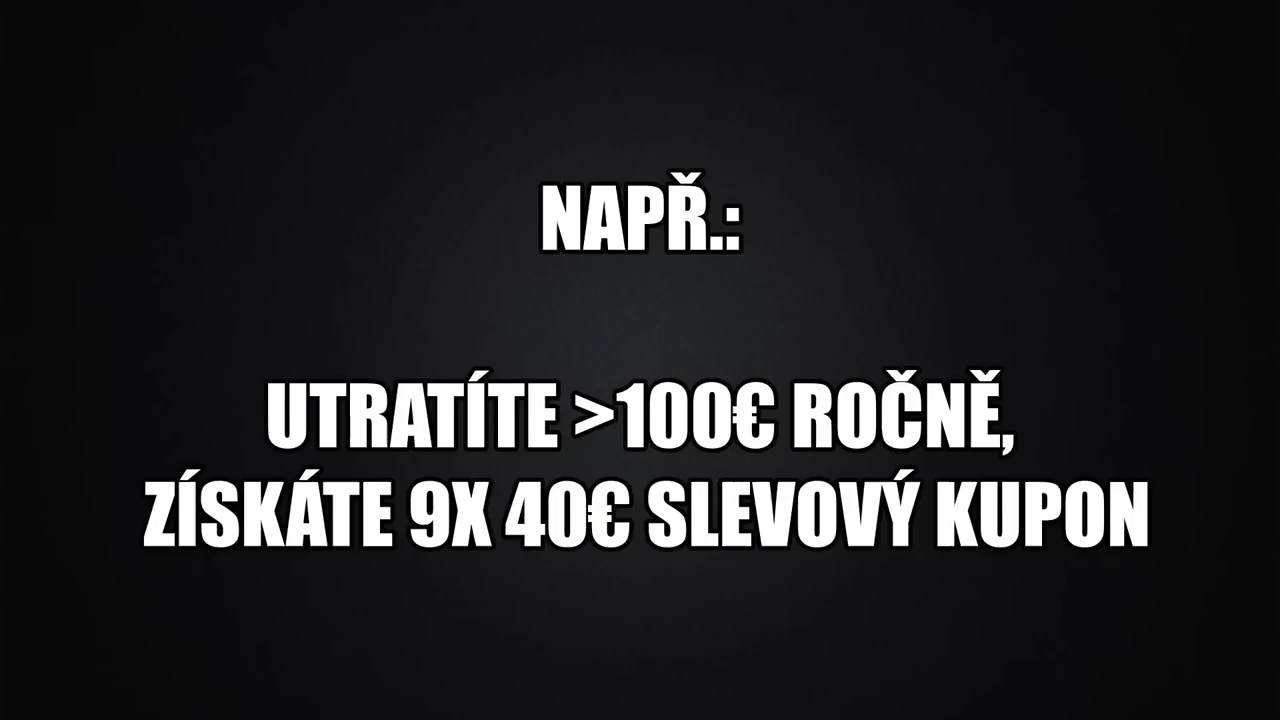 NAPŘ.:
UTRATÍTE >100€ ROČNĚ,
ZÍSKÁTE 9X 40€ SLEVOVÝ KUPON